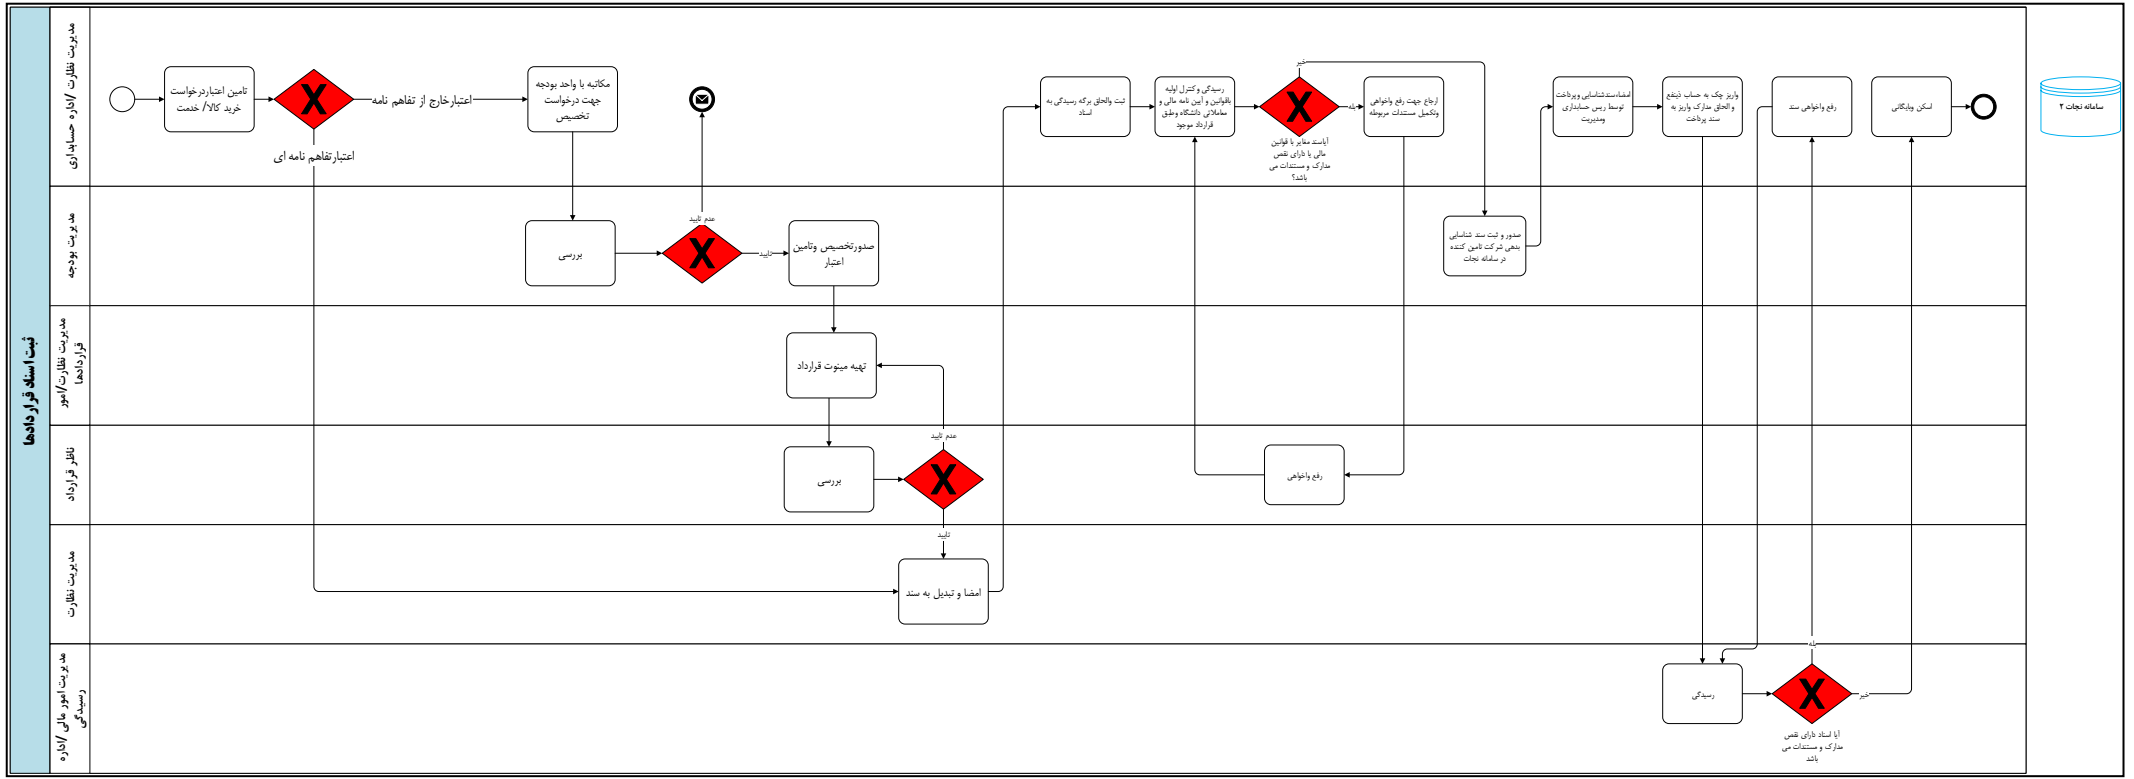 ثبت اسناد قراردادها
مدیریت نظارت /اداره حسابداری
تامین اعتباردرخواست
خرید کالا/ خدمت
X
اعتبارخارج از تفاهم نامه
اعتبارتفاهم نامه ای
مکاتبه با واحد بودجه
جهت درخواست
تخصیص
ثبت والحاق برگه رسیدگی به
اسناد
رسیدگی و کنترل اولیه
باقوانین و آیین نامه مالی و
معاملاتی دانشگاه وطبق
قرارداد موجود
X
خیر
بله
آیاسند مغایر با قوانین
مالی یا دارای نقص
مدارک و مستندات می
باشد؟
ارجاع جهت رفع واخواهی
وتکمیل مستندات مربوطه
امضاءسندشناسایی وپرداخت
توسط ریس حسابداری
ومدیریت
واریز چک به حساب ذینفع
و الحاق مدارک واریز به
سند پرداخت
رفع واخواهی سند
اسکن وبایگانی
سامانه نجات ۲
مدیریت بودجه
بررسی
X
عدم تایید
تایید
صدورتخصیص وتامین
اعتبار
صدور و ثبت سند شناسایی
بدهی شرکت تامین کننده
در سامانه نجات
مدیریت نظارت/امور
قراردادها
تهیه مینوت قرارداد
ناظر قرارداد
بررسی
عدم تایید
X
تایید
رفع واخواهی
مدیریت نظارت
امضا و تبدیل به سند
مدیریت امور مالی /اداره
رسیدگی
رسیدگی
بله
X
خیر
آیا اسناد دارای نقص
مدارک و مستندات می
باشد